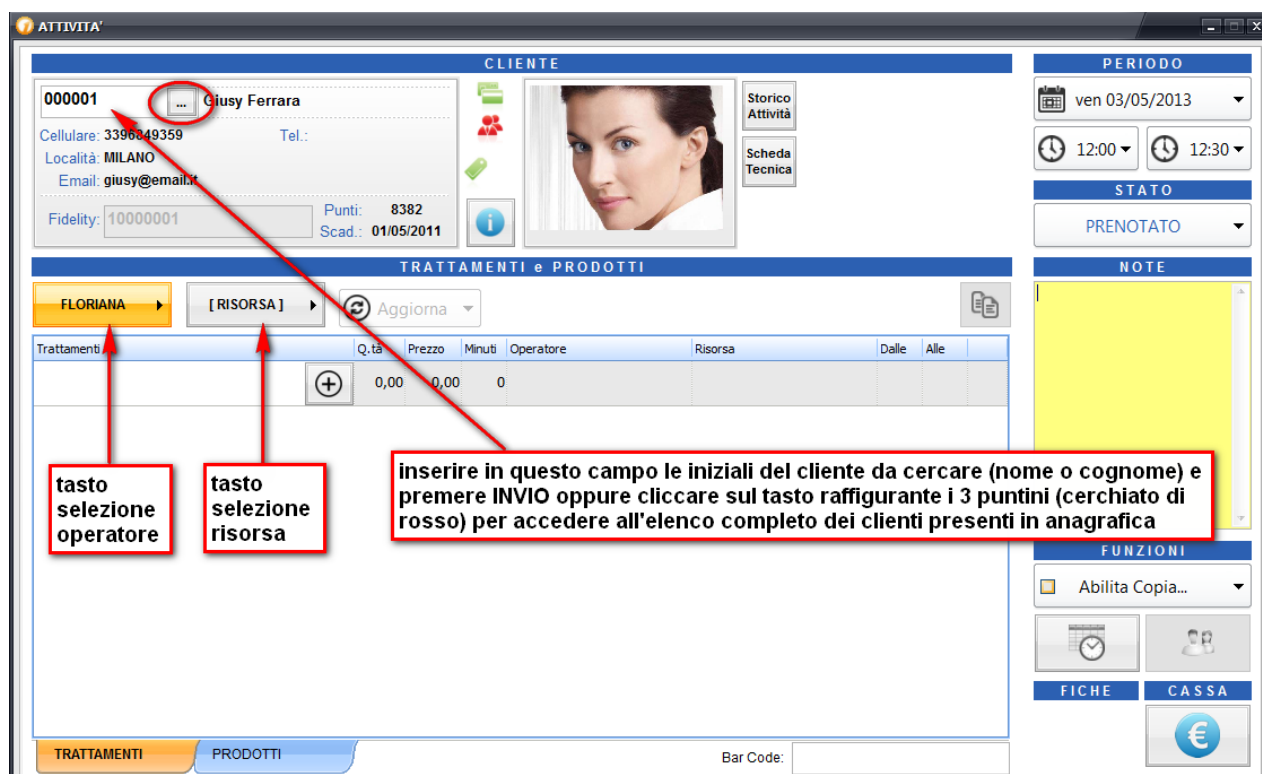 ATTIVITA'
CLIENTE
000001 ... Giusy Ferrara
Cellulare: 3396849359 Tel.:
Località: MILANO
Email: giusy@email.it
Fidelity: 10000001
Punti: 8382
Scad.: 01/05/2011
Storico
Attività
Scheda
Tecnica
PERIODO
ven 03/05/2013
12:00 12:30
STATO
PRENOTATO
NOTE
TRATTAMENTI e PRODOTTI
FLORIANA [ RISORSA ] Aggiorna
Trattamenti Q.tà Prezzo Minuti Operatore Risorsa Dalle Alle
0,00 0,00 0
tasto
selezione
operatore
tasto
selezione
risorsa
inserire in questo campo le iniziali del cliente da cercare (nome o cognome) e
premere INVIO oppure cliccare sul tasto raffigurante i 3 puntini (cerchiato di
rosso) per accedere all'elenco completo dei clienti presenti in anagrafica
FUNZIONI
Abilita Copia...
FICHE CASSA
TRATTAMENTI PRODOTTI
Bar Code: